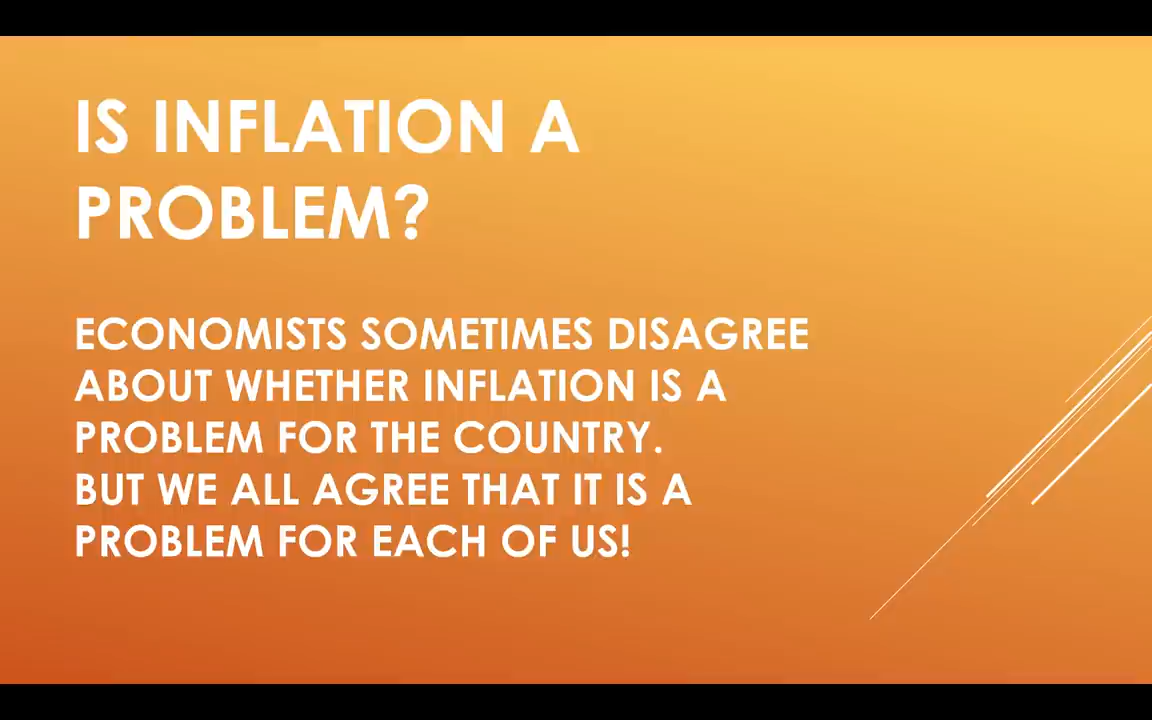 IS INFLATION A
PROBLEM?
ECONOMISTS SOMETIMES DISAGREE
ABOUT WHETHER INFLATION IS A
PROBLEM FOR THE COUNTRY.
BUT WE ALL AGREE THAT IT IS A
PROBLEM FOR EACH OF US!